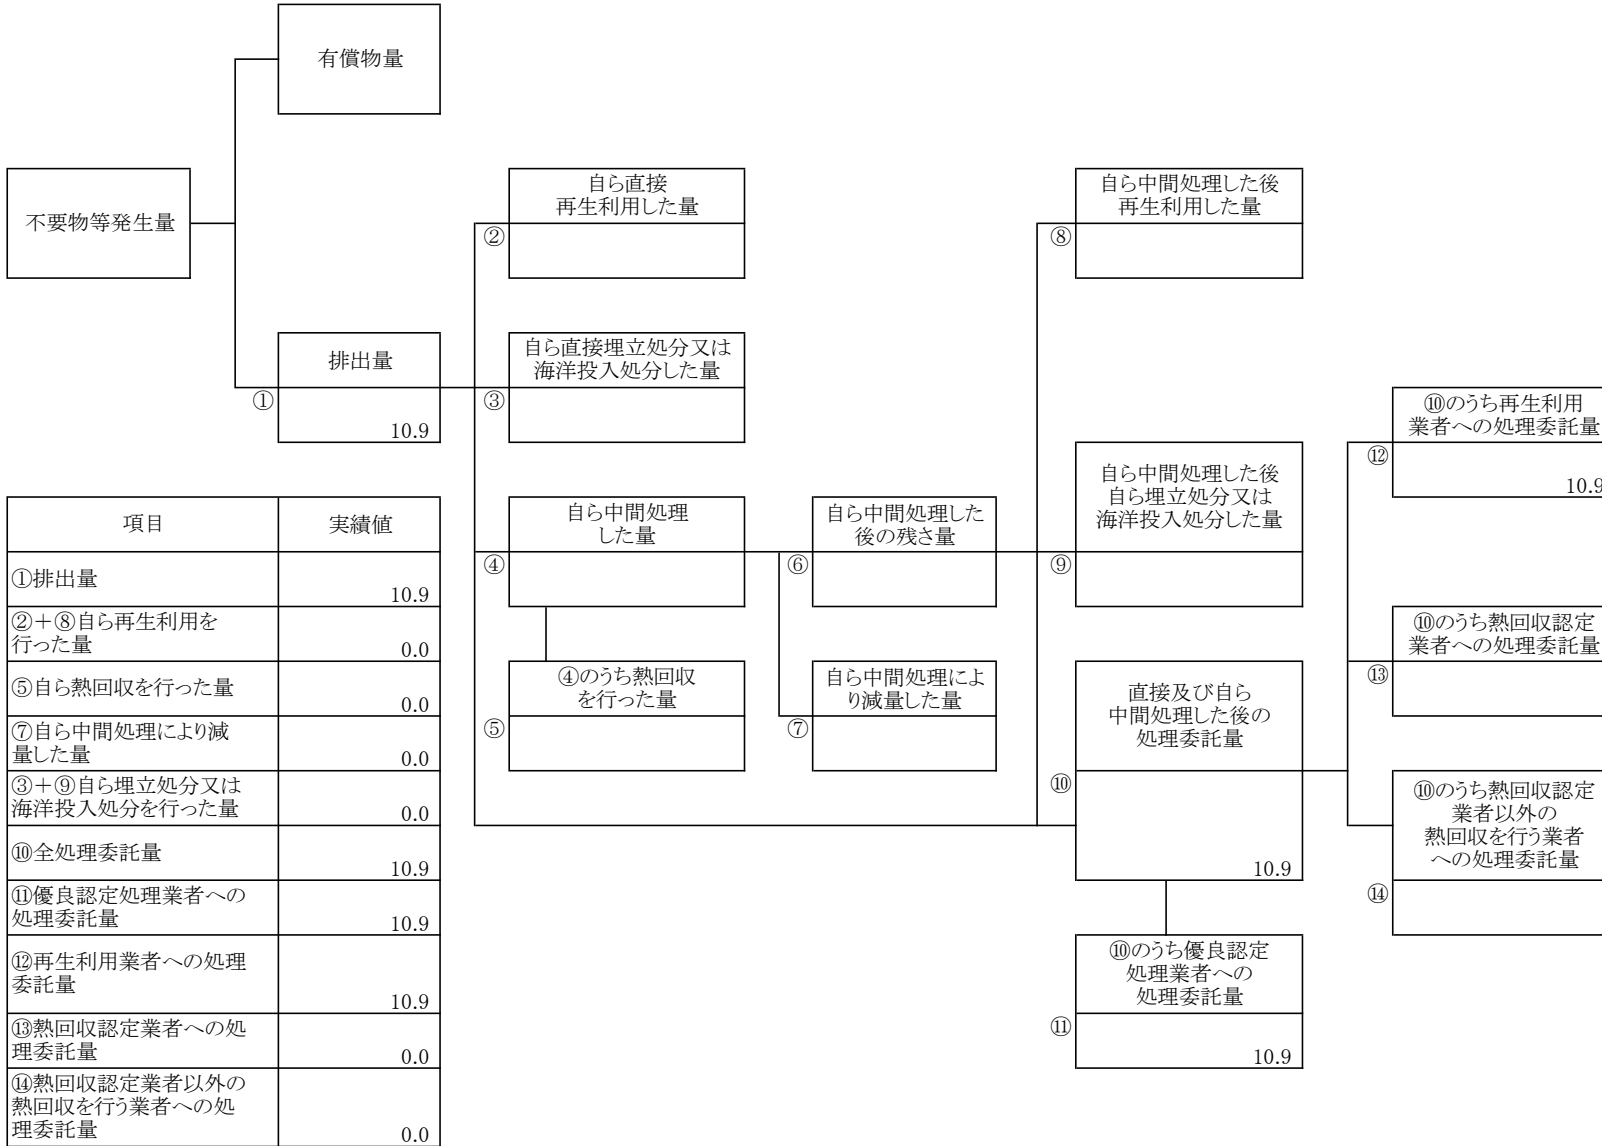 有償物量
不要物等発生量
自ら直接
再生利用した量
②
自ら中間処理した後
再生利用した量
⑧
排出量
①
10.9
自ら直接埋立処分又は
海洋投入処分した量
③
⑩のうち再生利用
業者への処理委託量
⑫
10.9
自ら中間処理
した量
④
自ら中間処理した
後の残さ量
⑥
自ら中間処理した後
自ら埋立処分又は
海洋投入処分した量
⑨
⑩のうち熱回収認定
業者への処理委託量
⑬
④のうち熱回収
を行った量
⑤
自ら中間処理によ
り減量した量
⑦
直接及び自ら
中間処理した後の
処理委託量
⑩
10.9
⑩のうち熱回収認定
業者以外の
熱回収を行う業者
への処理委託量
⑭
⑩のうち優良認定
処理業者への
処理委託量
⑪
10.9
項目 実績値
①排出量
10.9
②+⑧自ら再生利用を
行った量
0.0
⑤自ら熱回収を行った量
0.0
⑦自ら中間処理により減
量した量
0.0
③+⑨自ら埋立処分又は
海洋投入処分を行った量
0.0
⑩全処理委託量
10.9
⑪優良認定処理業者への
処理委託量
10.9
⑫再生利用業者への処理
委託量
10.9
⑬熱回収認定業者への処
理委託量
0.0
⑭熱回収認定業者以外の
熱回収を行う業者への処
理委託量
0.0